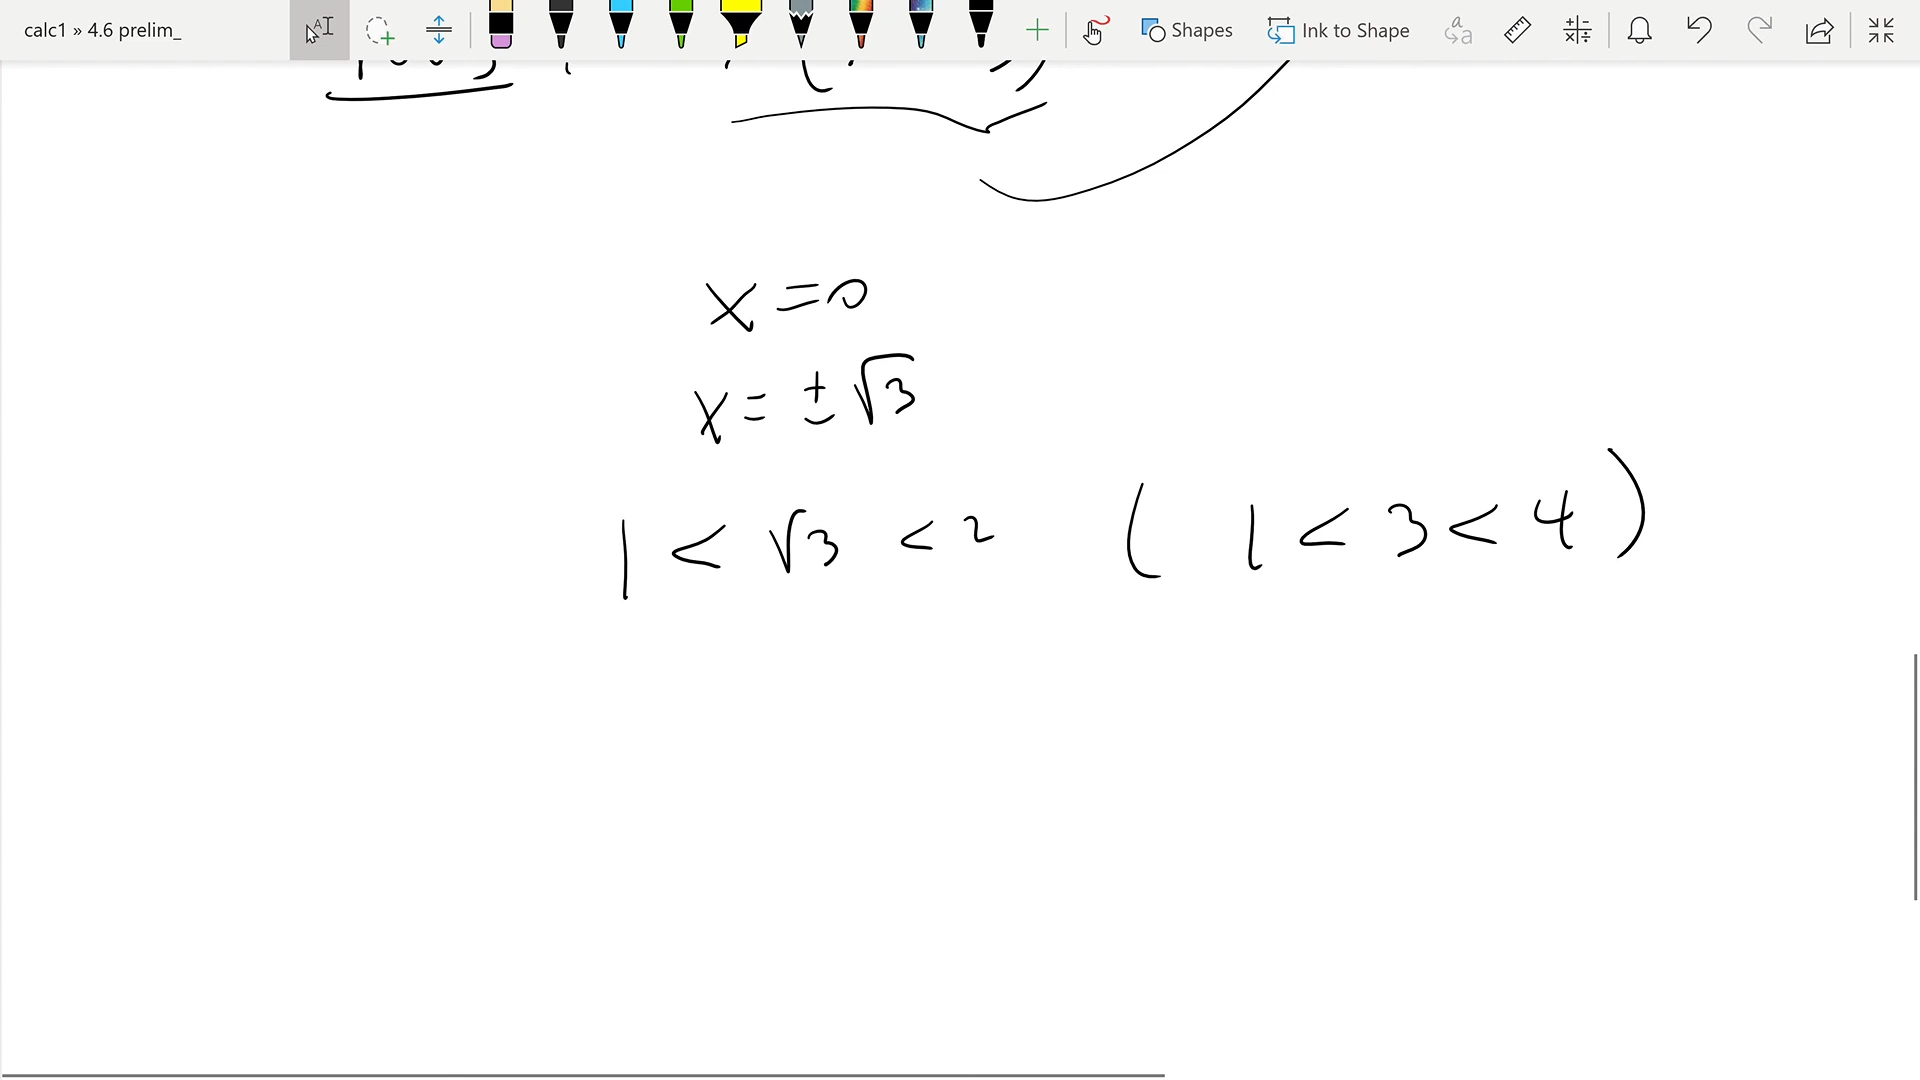 calc1 » 4.6 prelim_
Shapes
Ink to Shape
x = 0
x = ± √3
1 < √3 < 2 ( 1 < 3 < 4 )